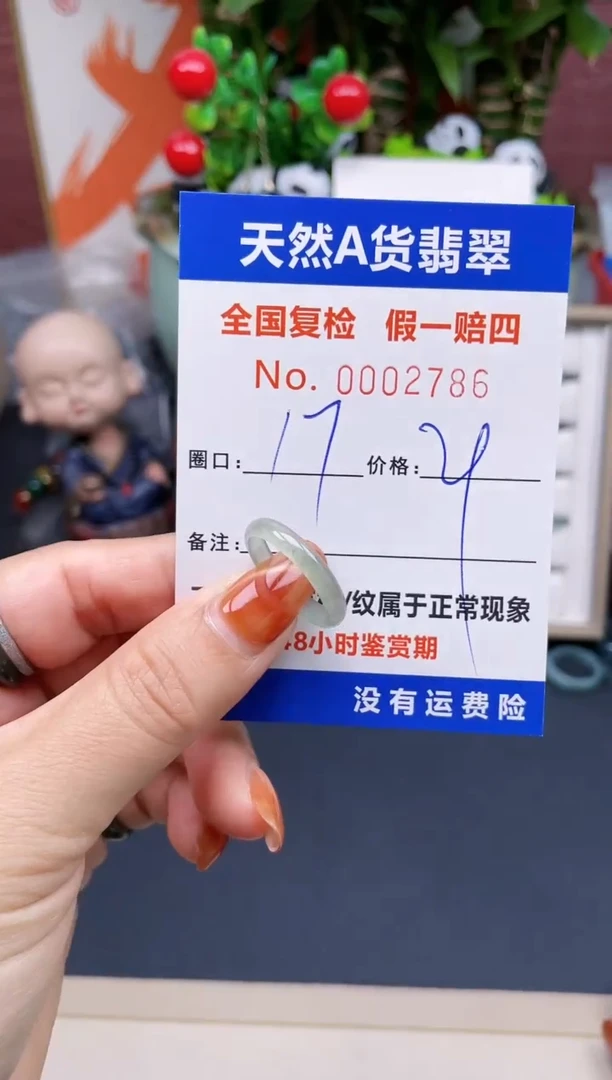 天然A货翡翠
全国复检 假一赔四
No. 0002786
圈口: 17 价格: y
备注:
/纹属于正常现象
48小时鉴赏期
没有运费险